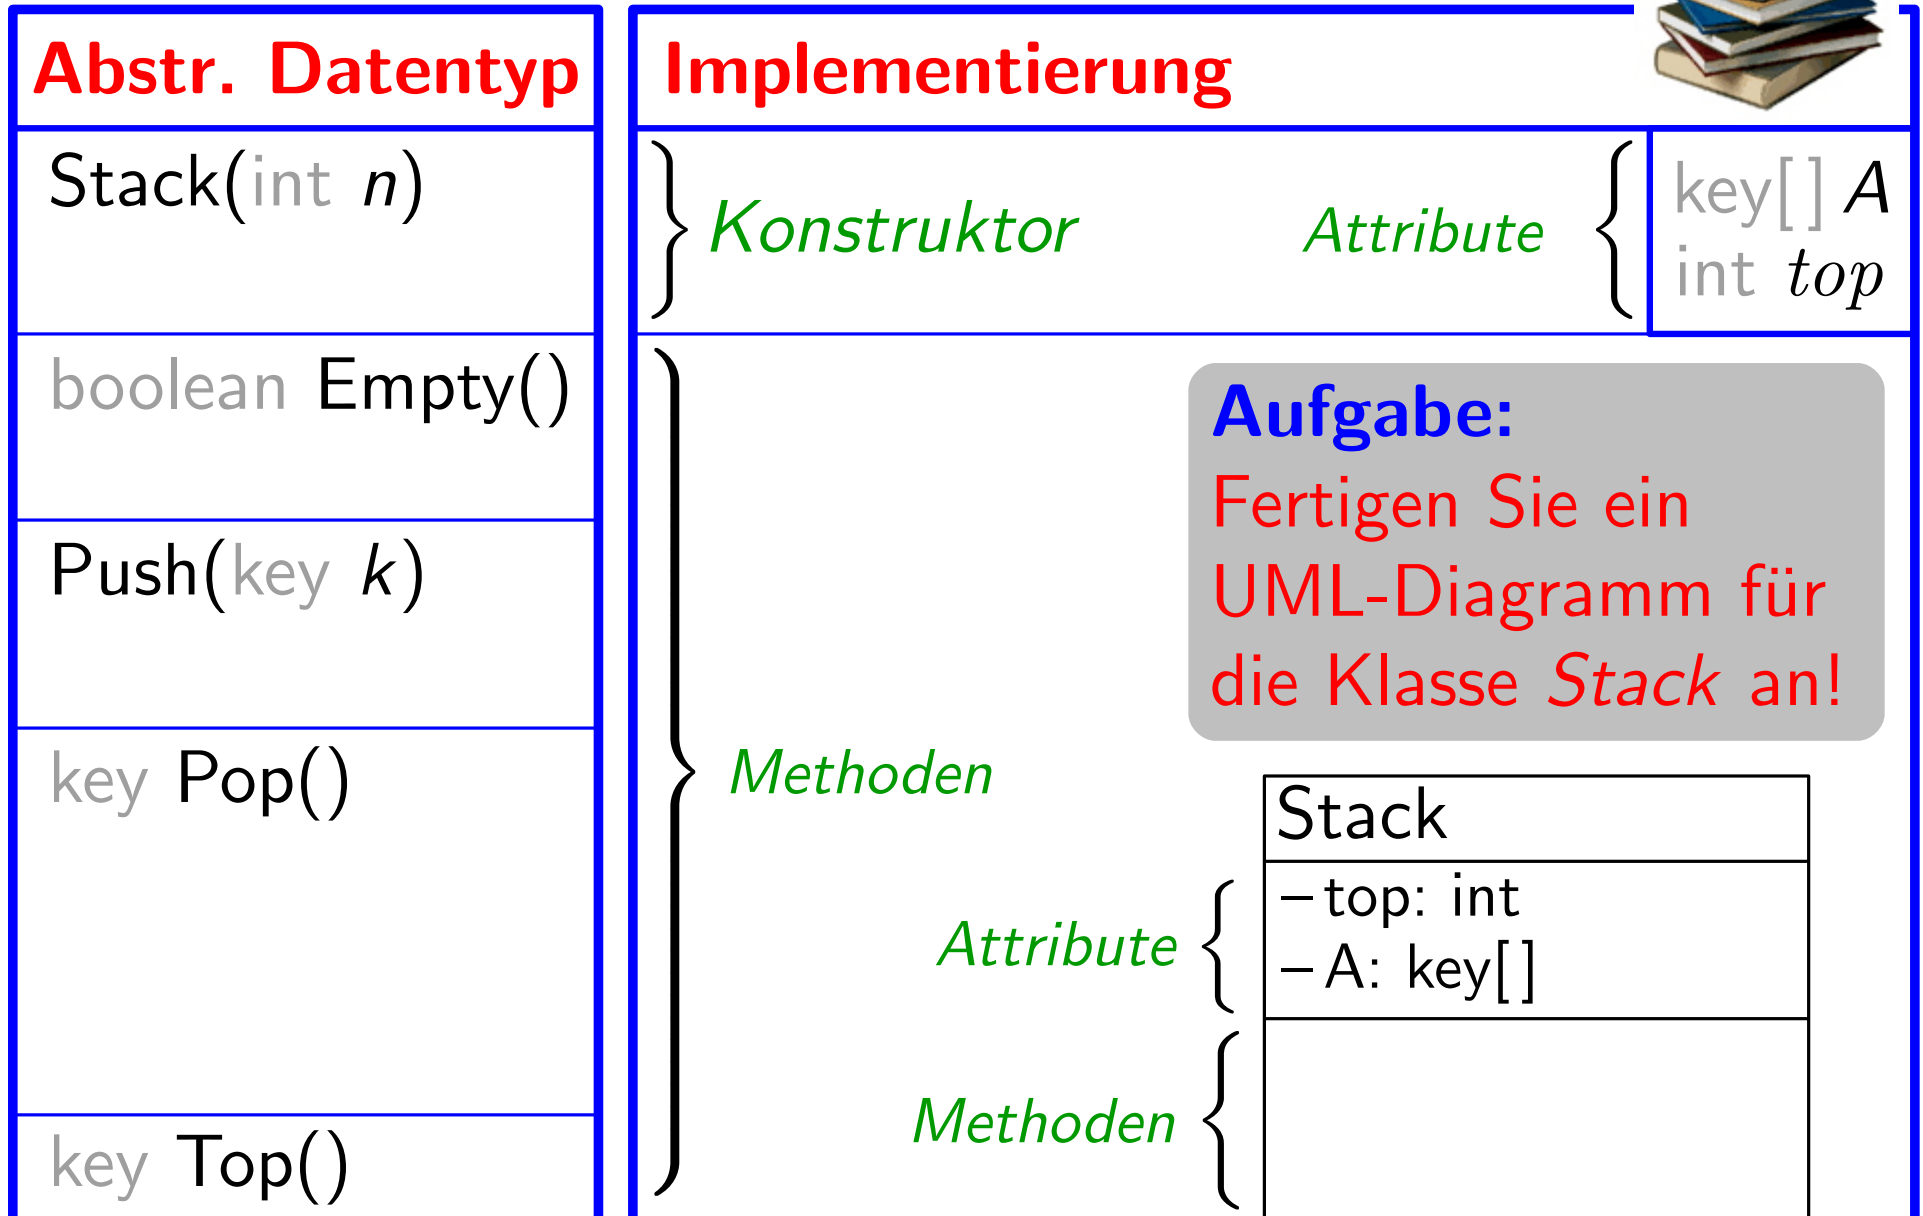 Abstr. Datentyp
Implementierung
Stack(int n)
Konstruktor
Attribute
key[] A
int top
boolean Empty()
Push(key k)
key Pop()
key Top()
Methoden
Aufgabe:
Fertigen Sie ein
UML-Diagramm für
die Klasse Stack an!
Stack
Attribute
– top: int
– A: key[]
Methoden